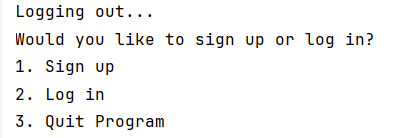 Logging out...
Would you like to sign up or log in?
1. Sign up
2. Log in
3. Quit Program